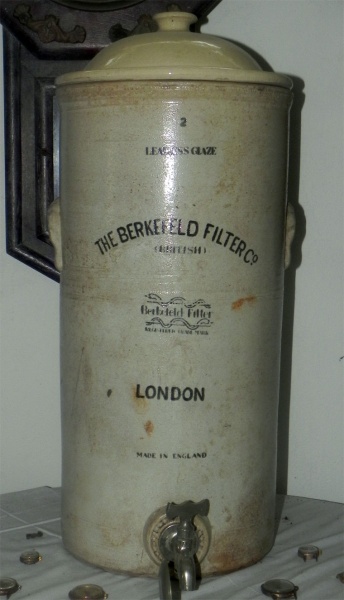 2
LEADLESS GLAZE
THE BERKEFELD FILTER Co.
(BRITISH)
Berkefeld Filter
LONDON
MADE IN ENGLAND